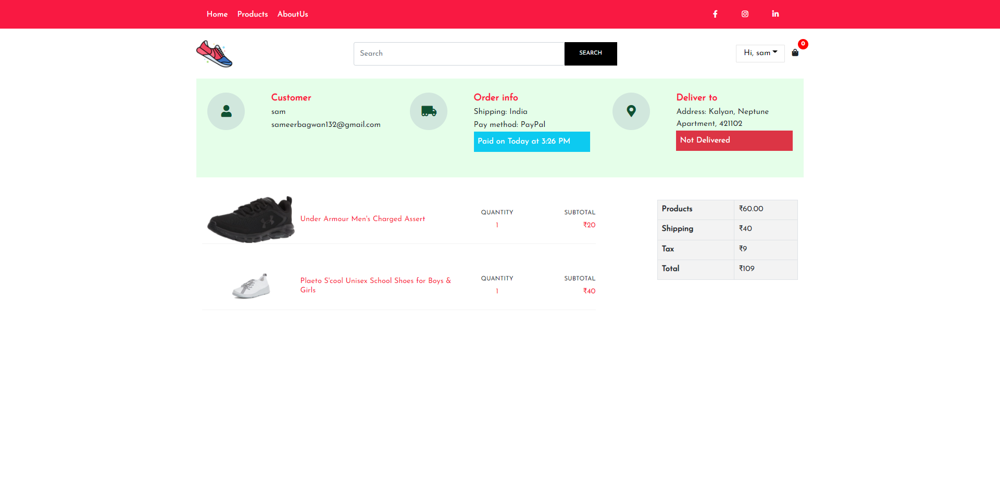 Home Products AboutUs
Search SEARCH Hi, sam 0
Customer
sam
sameerbagwan132@gmail.com
Order info
Shipping: India
Pay method: PayPal
Paid on Today at 3:26 PM
Deliver to
Address: Kalyan, Neptune
Apartment, 421102
Not Delivered
Under Armour Men's Charged Assert
QUANTITY
1
SUBTOTAL
₹20
Plaeto S'cool Unisex School Shoes for Boys &
Girls
QUANTITY
1
SUBTOTAL
₹40
Products ₹60.00
Shipping ₹40
Tax ₹9
Total ₹109